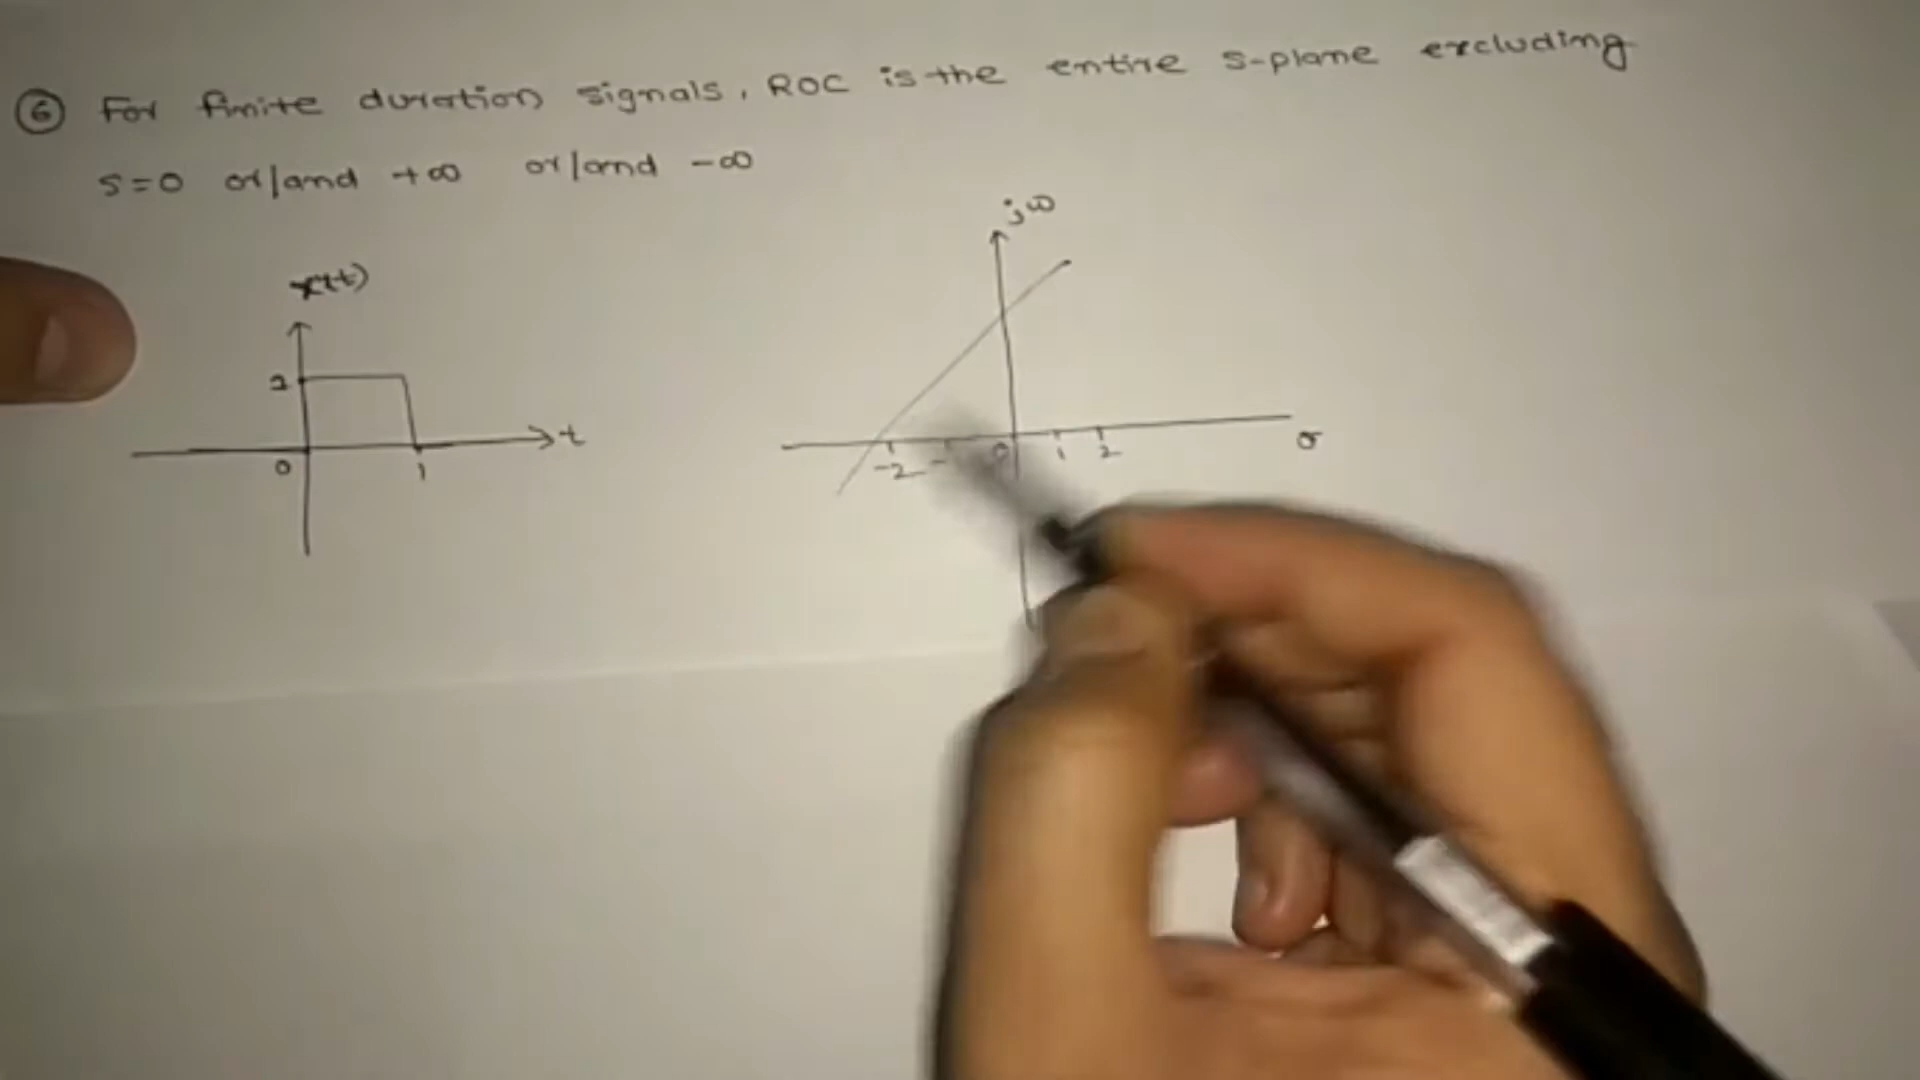 ⑥ For finite duration signals, ROC is the entire s-plane excluding
s=0 or/and +∞ or/and -∞
x(t)
2
0
1
t
jω
-2
0
1
2
σ